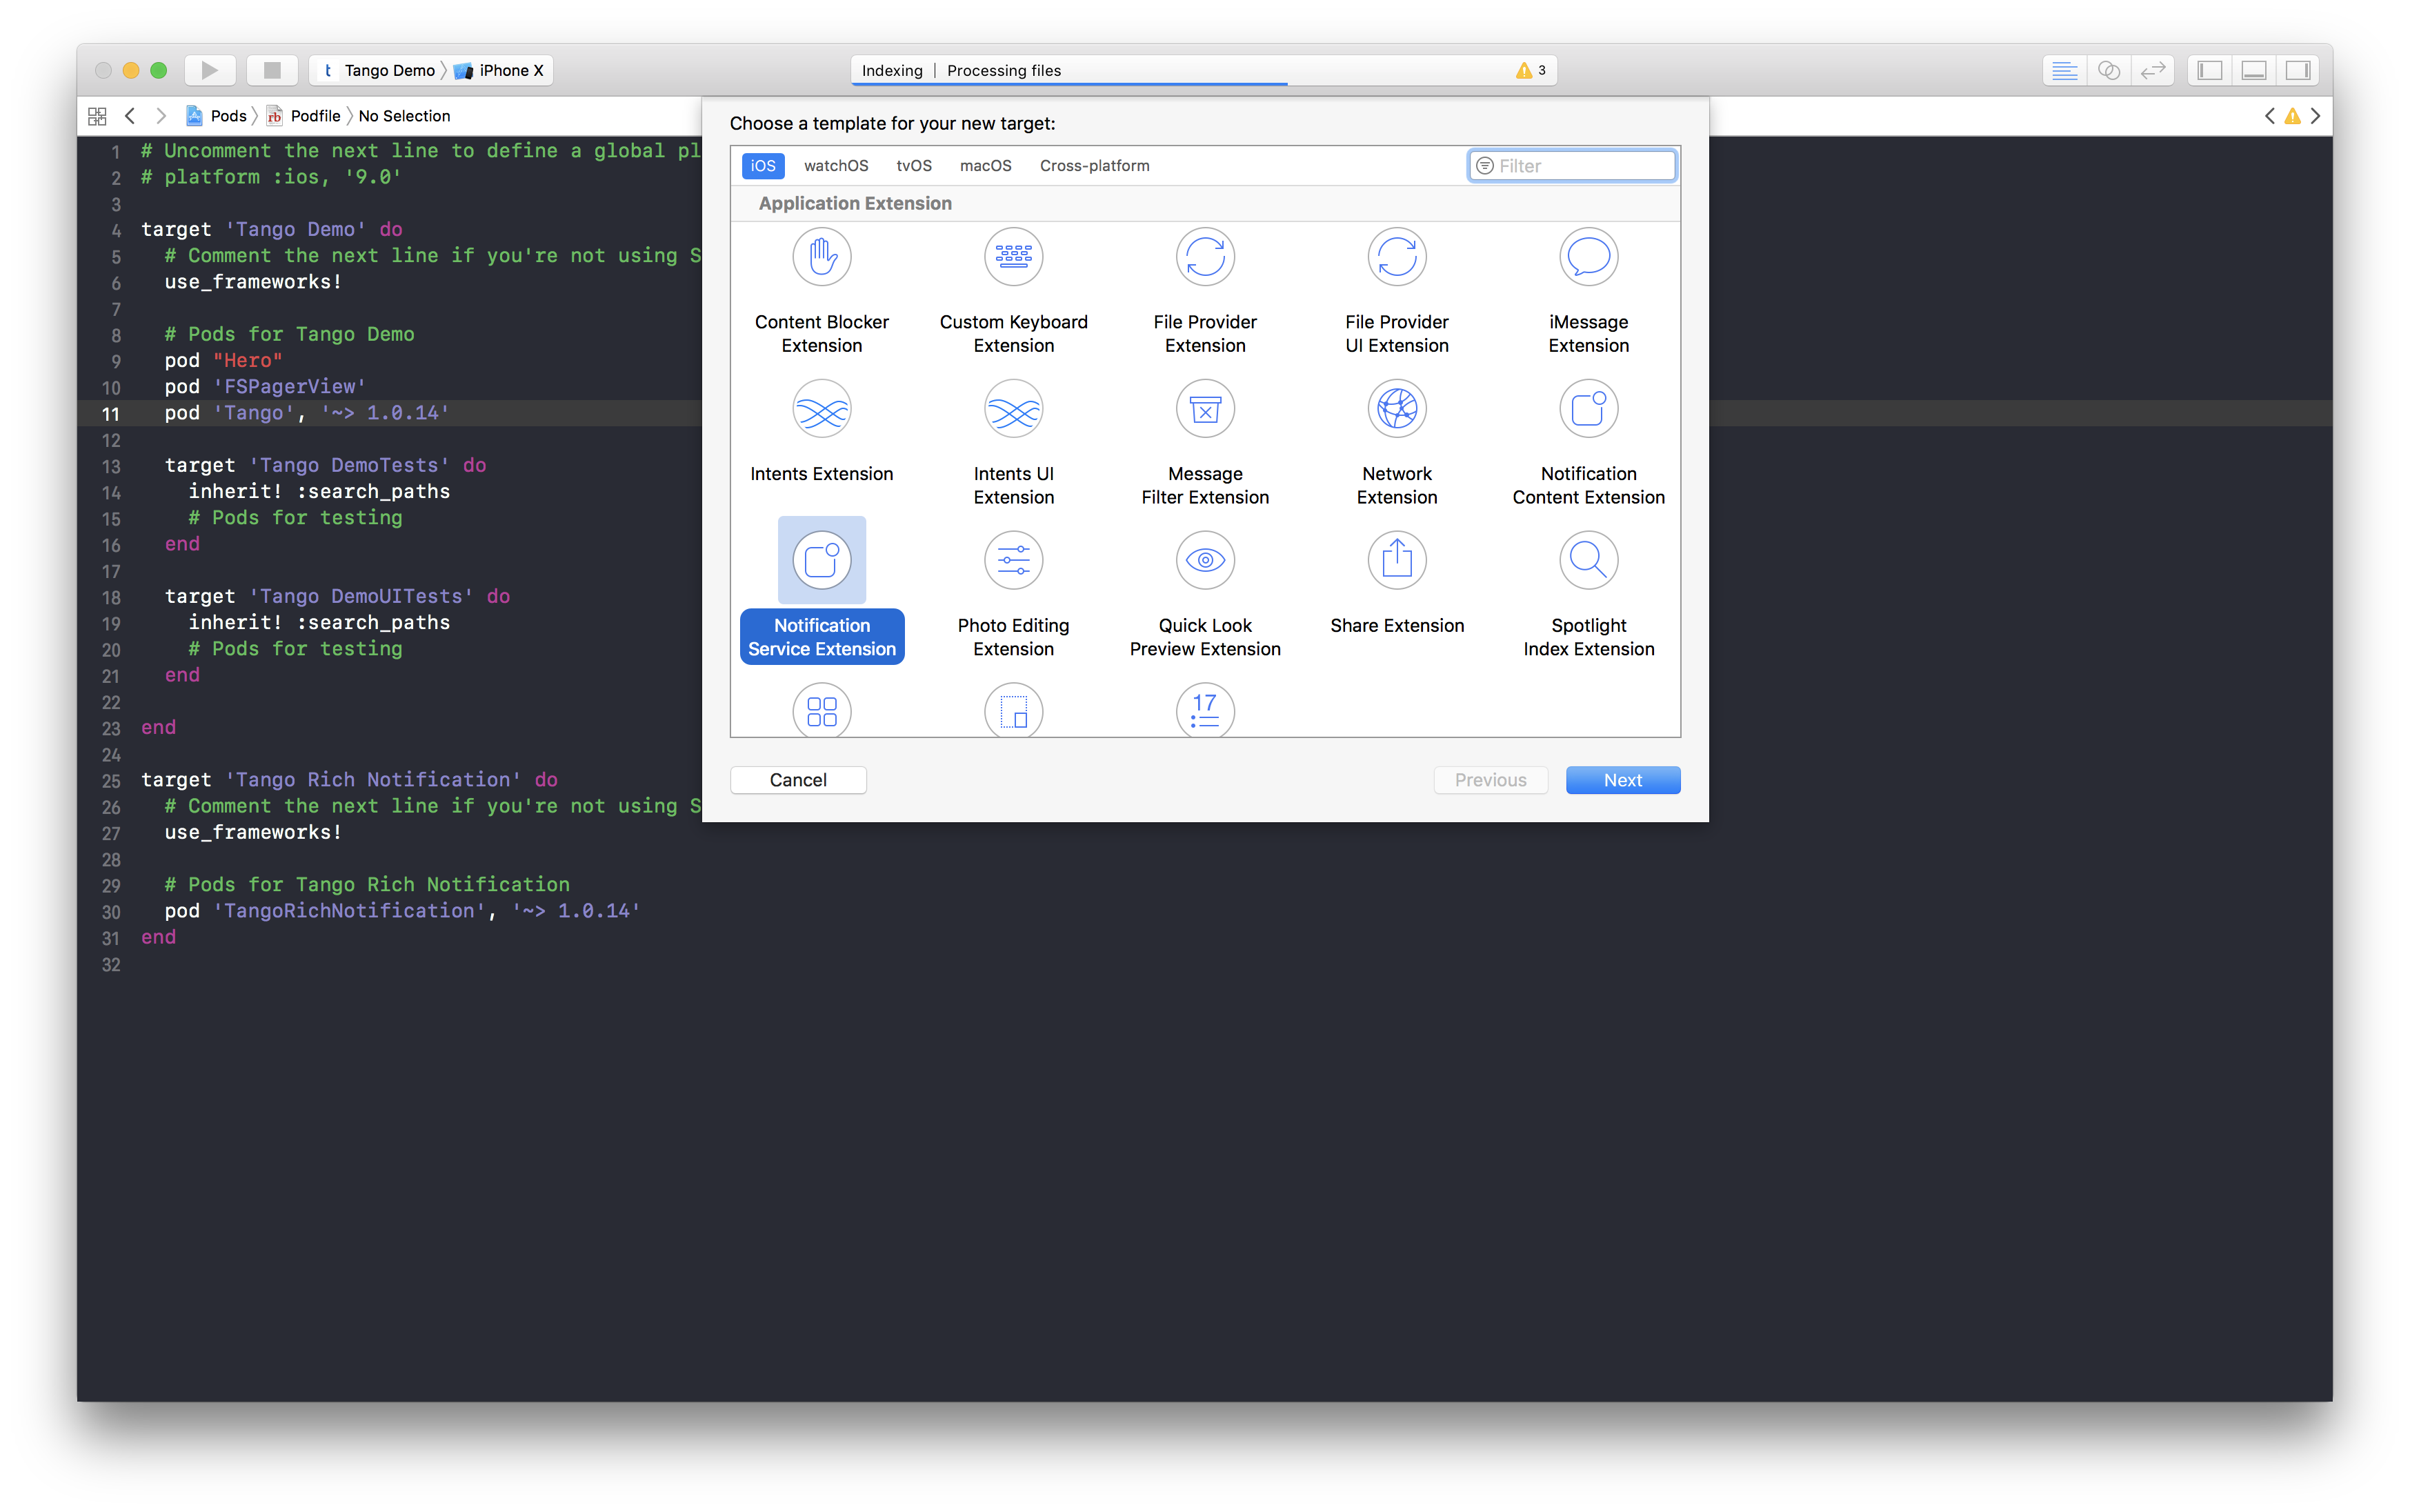 t Tango Demo iPhone X
Indexing | Processing files 3
Pods Podfile No Selection
Choose a template for your new target:
iOS watchOS tvOS macOS Cross-platform
Filter
Application Extension
Content Blocker
Extension
Custom Keyboard
Extension
File Provider
Extension
File Provider
UI Extension
iMessage
Extension
Intents Extension
Intents UI
Extension
Message
Filter Extension
Network
Extension
Notification
Content Extension
Notification
Service Extension
Photo Editing
Extension
Quick Look
Preview Extension
Share Extension
Spotlight
Index Extension
17
Cancel
Previous
Next
1 # Uncomment the next line to define a global pl
2 # platform :ios, '9.0'
3
4 target 'Tango Demo' do
5 # Comment the next line if you're not using S
6 use_frameworks!
7
8 # Pods for Tango Demo
9 pod "Hero"
10 pod 'FSPagerView'
11 pod 'Tango', '~> 1.0.14'
12
13 target 'Tango DemoTests' do
14 inherit! :search_paths
15 # Pods for testing
16 end
17
18 target 'Tango DemoUITests' do
19 inherit! :search_paths
20 # Pods for testing
21 end
22
23 end
24
25 target 'Tango Rich Notification' do
26 # Comment the next line if you're not using S
27 use_frameworks!
28
29 # Pods for Tango Rich Notification
30 pod 'TangoRichNotification', '~> 1.0.14'
31 end
32